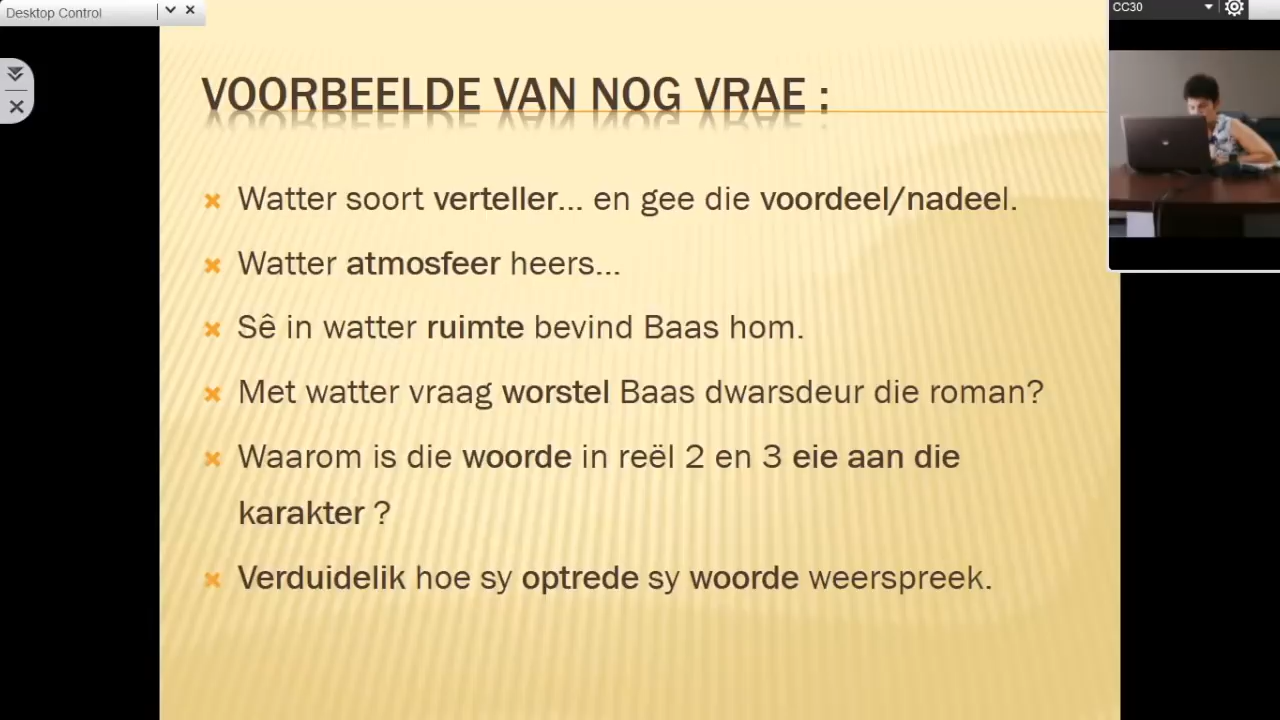 Desktop Control
CC30
VOORBEELDE VAN NOG VRAE :
Watter soort verteller... en gee die voordeel/nadeel.
Watter atmosfeer heers...
Sê in watter ruimte bevind Baas hom.
Met watter vraag worstel Baas dwarsdeur die roman?
Waarom is die woorde in reël 2 en 3 eie aan die
karakter ?
Verduidelik hoe sy optrede sy woorde weerspreek.